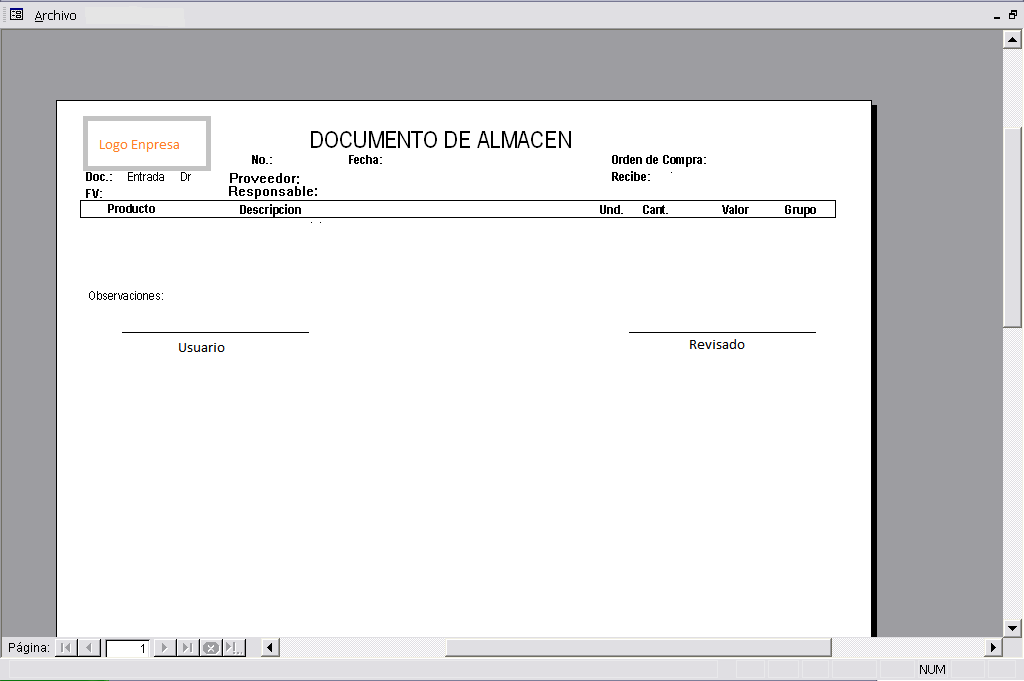 Archivo
Logo Enpresa
DOCUMENTO DE ALMACEN
No.: Fecha: Orden de Compra:
Doc.: Entrada Dr Proveedor: Recibe:
FV: Responsable:
Producto Descripcion Und. Cant. Valor Grupo
Observaciones:
Usuario Revisado
Página: 1
NUM